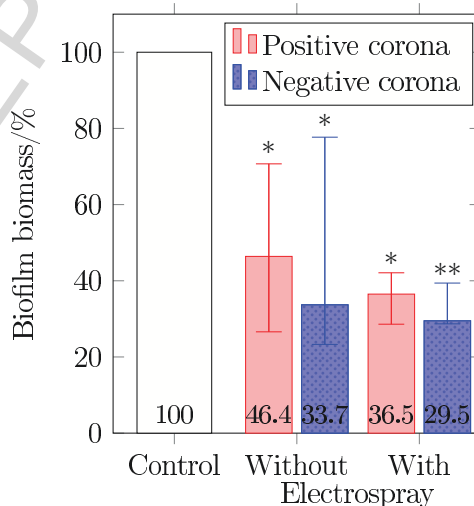 Positive corona
Negative corona
Biofilm biomass/%
100
80
60
40
20
0
*
*
*
**
100
46.4
33.7
36.5
29.5
Control
Without
With
Electrospray